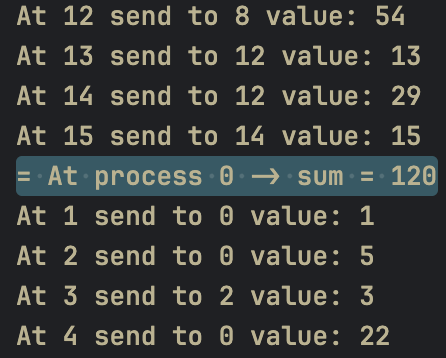 At 12 send to 8 value: 54
At 13 send to 12 value: 13
At 14 send to 12 value: 29
At 15 send to 14 value: 15
= At process 0 -> sum = 120
At 1 send to 0 value: 1
At 2 send to 0 value: 5
At 3 send to 2 value: 3
At 4 send to 0 value: 22